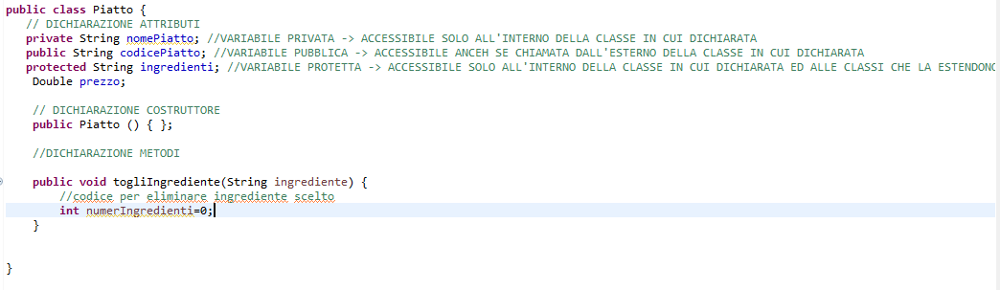 public class Piatto {
// DICHIARAZIONE ATTRIBUTI
private String nomePiatto; //VARIABILE PRIVATA -> ACCESSIBILE SOLO ALL'INTERNO DELLA CLASSE IN CUI DICHIARATA
public String codicePiatto; //VARIABILE PUBBLICA -> ACCESSIBILE ANCEH SE CHIAMATA DALL'ESTERNO DELLA CLASSE IN CUI DICHIARATA
protected String ingredienti; //VARIABILE PROTETTA -> ACCESSIBILE SOLO ALL'INTERNO DELLA CLASSE IN CUI DICHIARATA ED ALLE CLASSI CHE LA ESTENDONO
Double prezzo;
// DICHIARAZIONE COSTRUTTORE
public Piatto () { };
//DICHIARAZIONE METODI
public void togliIngrediente(String ingrediente) {
//codice per eliminare ingrediente scelto
int numerIngredienti=0;
}
}